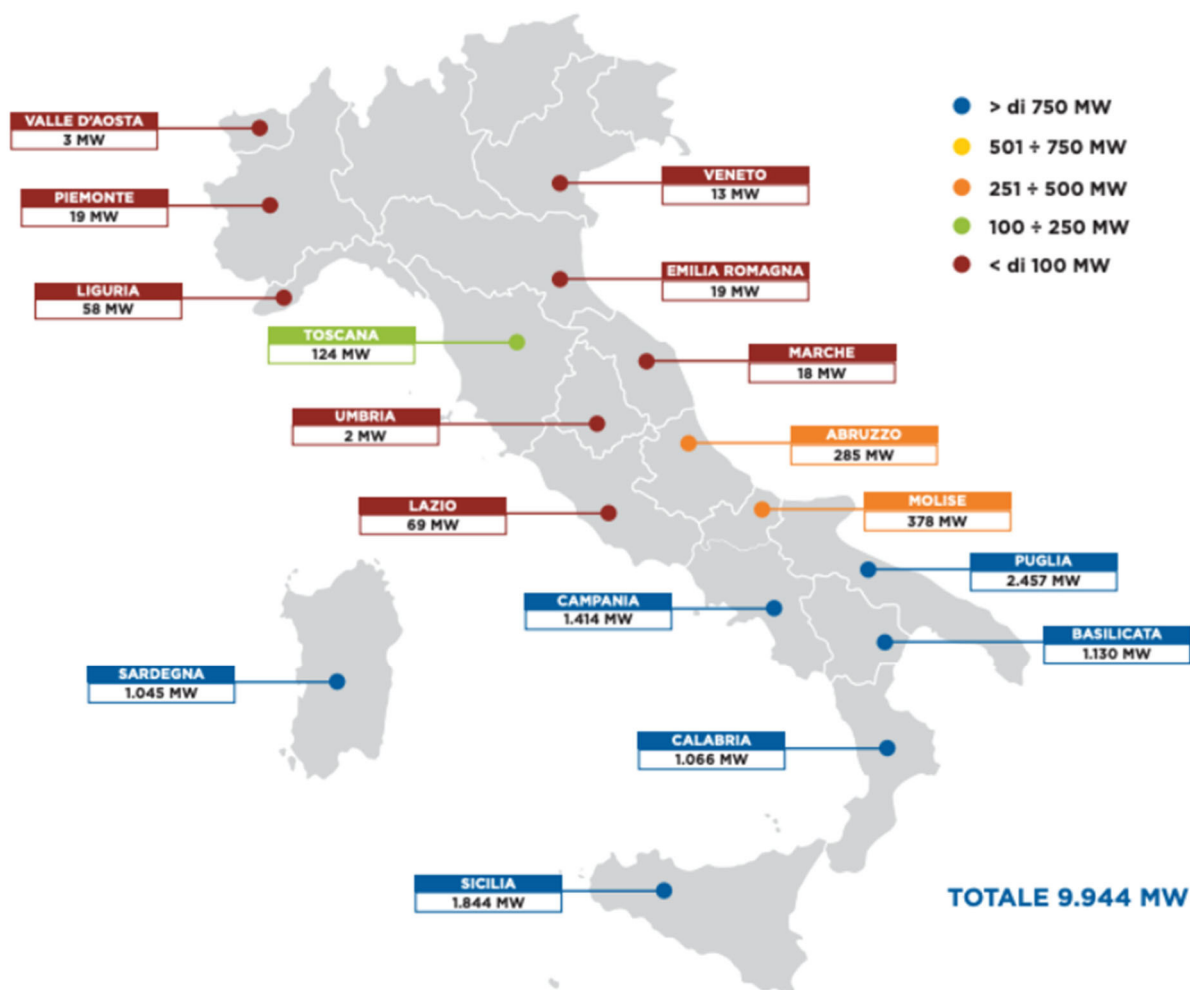 VALLE D'AOSTA
3 MW
PIEMONTE
19 MW
LIGURIA
58 MW
TOSCANA
124 MW
UMBRIA
2 MW
LAZIO
69 MW
VENETO
13 MW
EMILIA ROMAGNA
19 MW
MARCHE
18 MW
ABRUZZO
285 MW
MOLISE
378 MW
PUGLIA
2.457 MW
CAMPANIA
1.414 MW
BASILICATA
1.130 MW
SARDEGNA
1.045 MW
CALABRIA
1.066 MW
SICILIA
1.844 MW
> di 750 MW
501 ÷ 750 MW
251 ÷ 500 MW
100 ÷ 250 MW
< di 100 MW
TOTALE 9.944 MW